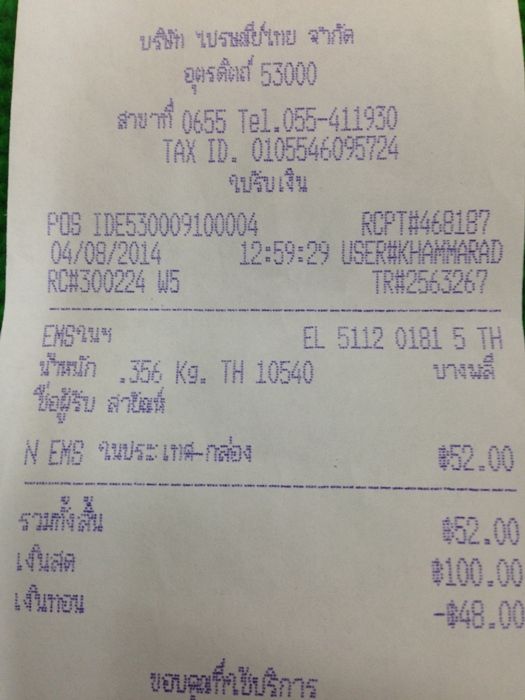 บริษัท ไปรษณีย์ไทย จำกัด
อุตรดิตถ์ 53000
สาขาที่ 0655 Tel.055-411930
TAX ID. 0105546095724
ใบรับเงิน
POS IDE530009100004 RCPT#468187
04/08/2014 12:59:29 USER#KHAMMARAD
RC#300224 W5 TR#2563267
EMSในฯ EL 5112 0181 5 TH
น้ำหนัก .356 Kg. TH 10540 บางพลี
ชื่อผู้รับ สายัณห์
N EMS ในประเทศ-กล่อง ฿52.00
รวมทั้งสิ้น ฿52.00
เงินสด ฿100.00
เงินทอน -฿48.00
ขอบคุณที่ใช้บริการ